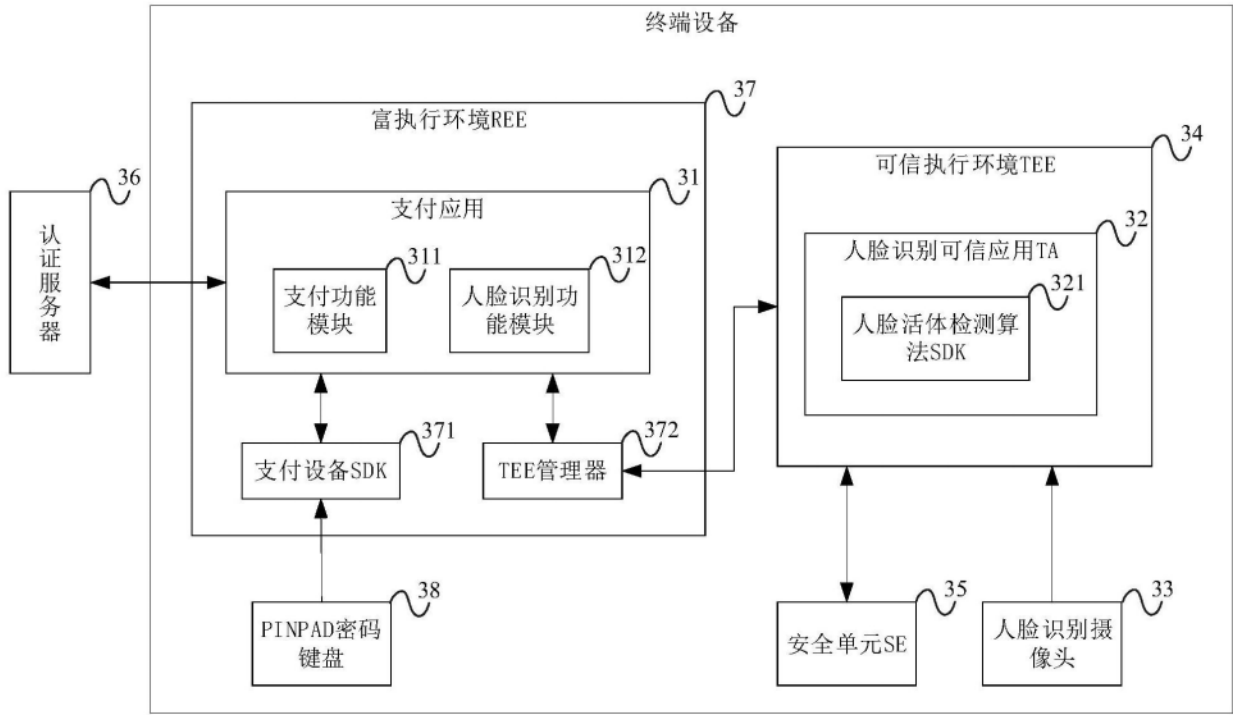 终端设备
37
富执行环境REE
34
可信执行环境TEE
36
认
证
服
务
器
31
支付应用
311
支付功能
模块
312
人脸识别功
能模块
32
人脸识别可信应用TA
321
人脸活体检测算
法SDK
371
支付设备SDK
372
TEE管理器
38
PINPAD密码
键盘
35
安全单元SE
33
人脸识别摄
像头